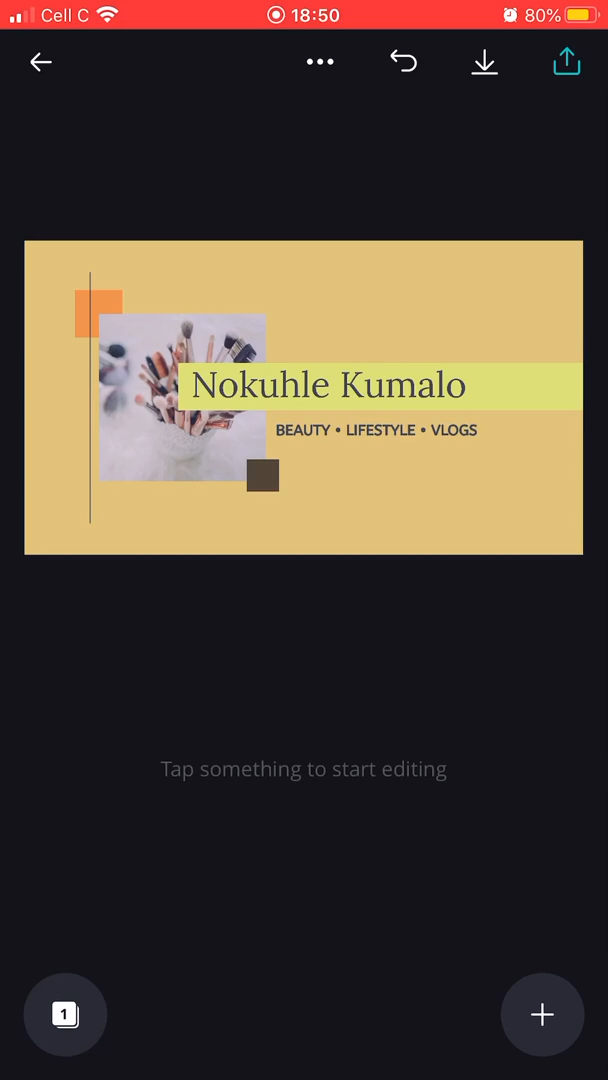 Cell C 18:50 80%
Nokuhle Kumalo
BEAUTY • LIFESTYLE • VLOGS
Tap something to start editing
1